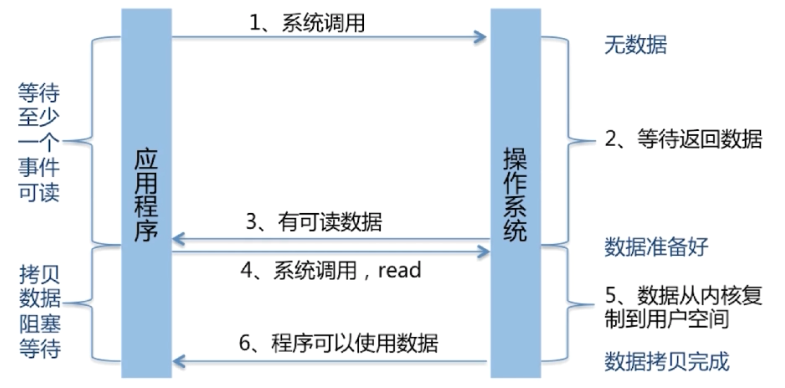 1、系统调用
无数据
等待
至少
一个
事件
可读
2、等待返回数据
应用程序
操作系统
3、有可读数据
数据准备好
4、系统调用，read
拷贝
数据
阻塞
等待
5、数据从内核复
制到用户空间
6、程序可以使用数据
数据拷贝完成